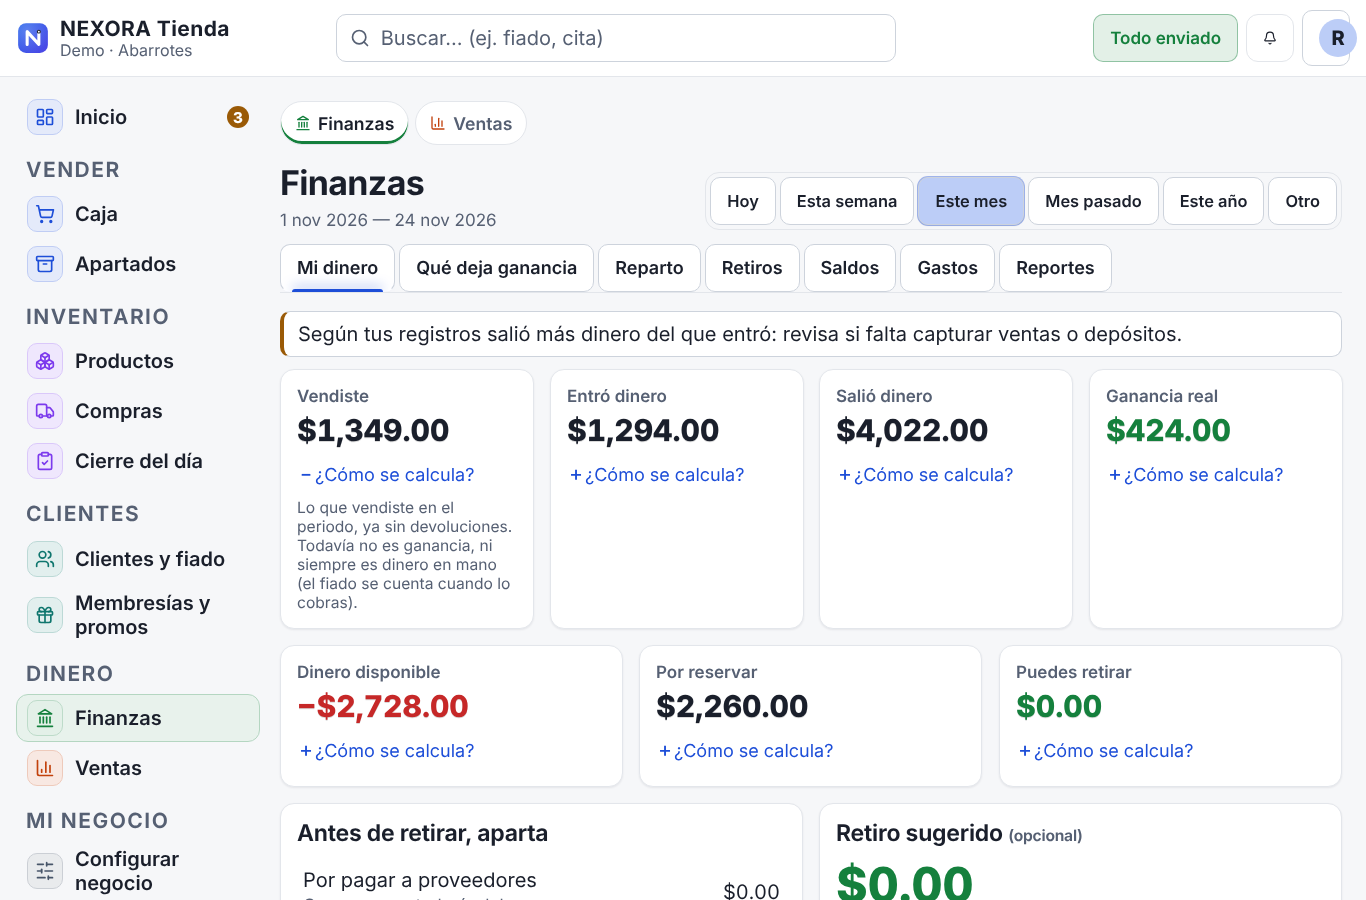 NEXORA Tienda
Demo · Abarrotes
Buscar... (ej. fiado, cita)
Todo enviado
R
Inicio
3
VENDER
Caja
Apartados
INVENTARIO
Productos
Compras
Cierre del día
CLIENTES
Clientes y fiado
Membresías y
promos
DINERO
Finanzas
Ventas
MI NEGOCIO
Configurar
negocio
Finanzas
Ventas
Finanzas
1 nov 2026 — 24 nov 2026
Hoy
Esta semana
Este mes
Mes pasado
Este año
Otro
Mi dinero
Qué deja ganancia
Reparto
Retiros
Saldos
Gastos
Reportes
Según tus registros salió más dinero del que entró: revisa si falta capturar ventas o depósitos.
Vendiste
$1,349.00
− ¿Cómo se calcula?
Lo que vendiste en el
periodo, ya sin devoluciones.
Todavía no es ganancia, ni
siempre es dinero en mano
(el fiado se cuenta cuando lo
cobras).
Entró dinero
$1,294.00
+ ¿Cómo se calcula?
Salió dinero
$4,022.00
+ ¿Cómo se calcula?
Ganancia real
$424.00
+ ¿Cómo se calcula?
Dinero disponible
−$2,728.00
+ ¿Cómo se calcula?
Por reservar
$2,260.00
+ ¿Cómo se calcula?
Puedes retirar
$0.00
+ ¿Cómo se calcula?
Antes de retirar, aparta
Por pagar a proveedores
$0.00
Retiro sugerido (opcional)
$0.00